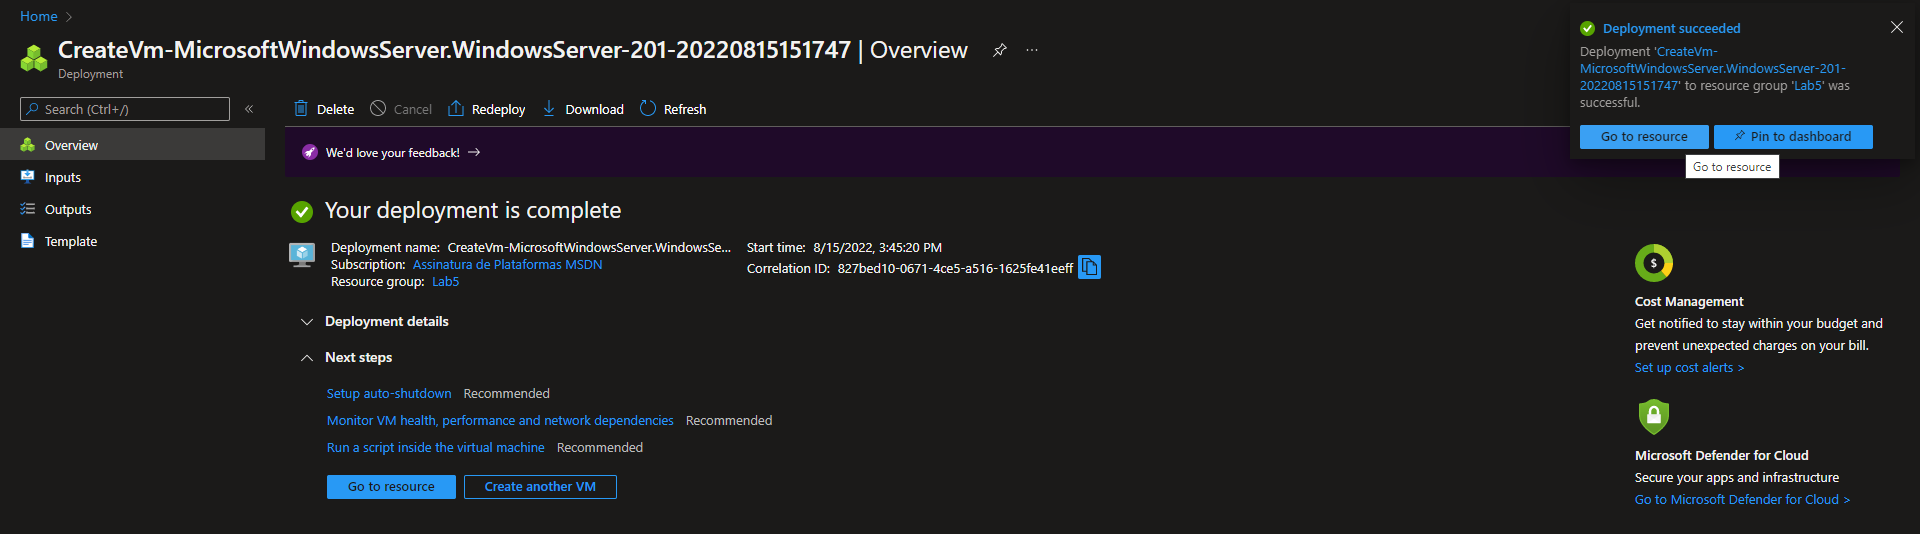 Home >
CreateVm-MicrosoftWindowsServer.WindowsServer-201-20220815151747 | Overview
Deployment
Search (Ctrl+/)
«
Overview
Inputs
Outputs
Template
Delete
Cancel
Redeploy
Download
Refresh
We'd love your feedback! →
Your deployment is complete
Deployment name: CreateVm-MicrosoftWindowsServer.WindowsSe...
Subscription: Assinatura de Plataformas MSDN
Resource group: Lab5
Start time: 8/15/2022, 3:45:20 PM
Correlation ID: 827bed10-0671-4ce5-a516-1625fe41eeff
Deployment details
Next steps
Setup auto-shutdown Recommended
Monitor VM health, performance and network dependencies Recommended
Run a script inside the virtual machine Recommended
Go to resource
Create another VM
Deployment succeeded
Deployment 'CreateVm-
MicrosoftWindowsServer.WindowsServer-201-
20220815151747' to resource group 'Lab5' was
successful.
Go to resource
Pin to dashboard
Go to resource
$
Cost Management
Get notified to stay within your budget and
prevent unexpected charges on your bill.
Set up cost alerts >
Microsoft Defender for Cloud
Secure your apps and infrastructure
Go to Microsoft Defender for Cloud >